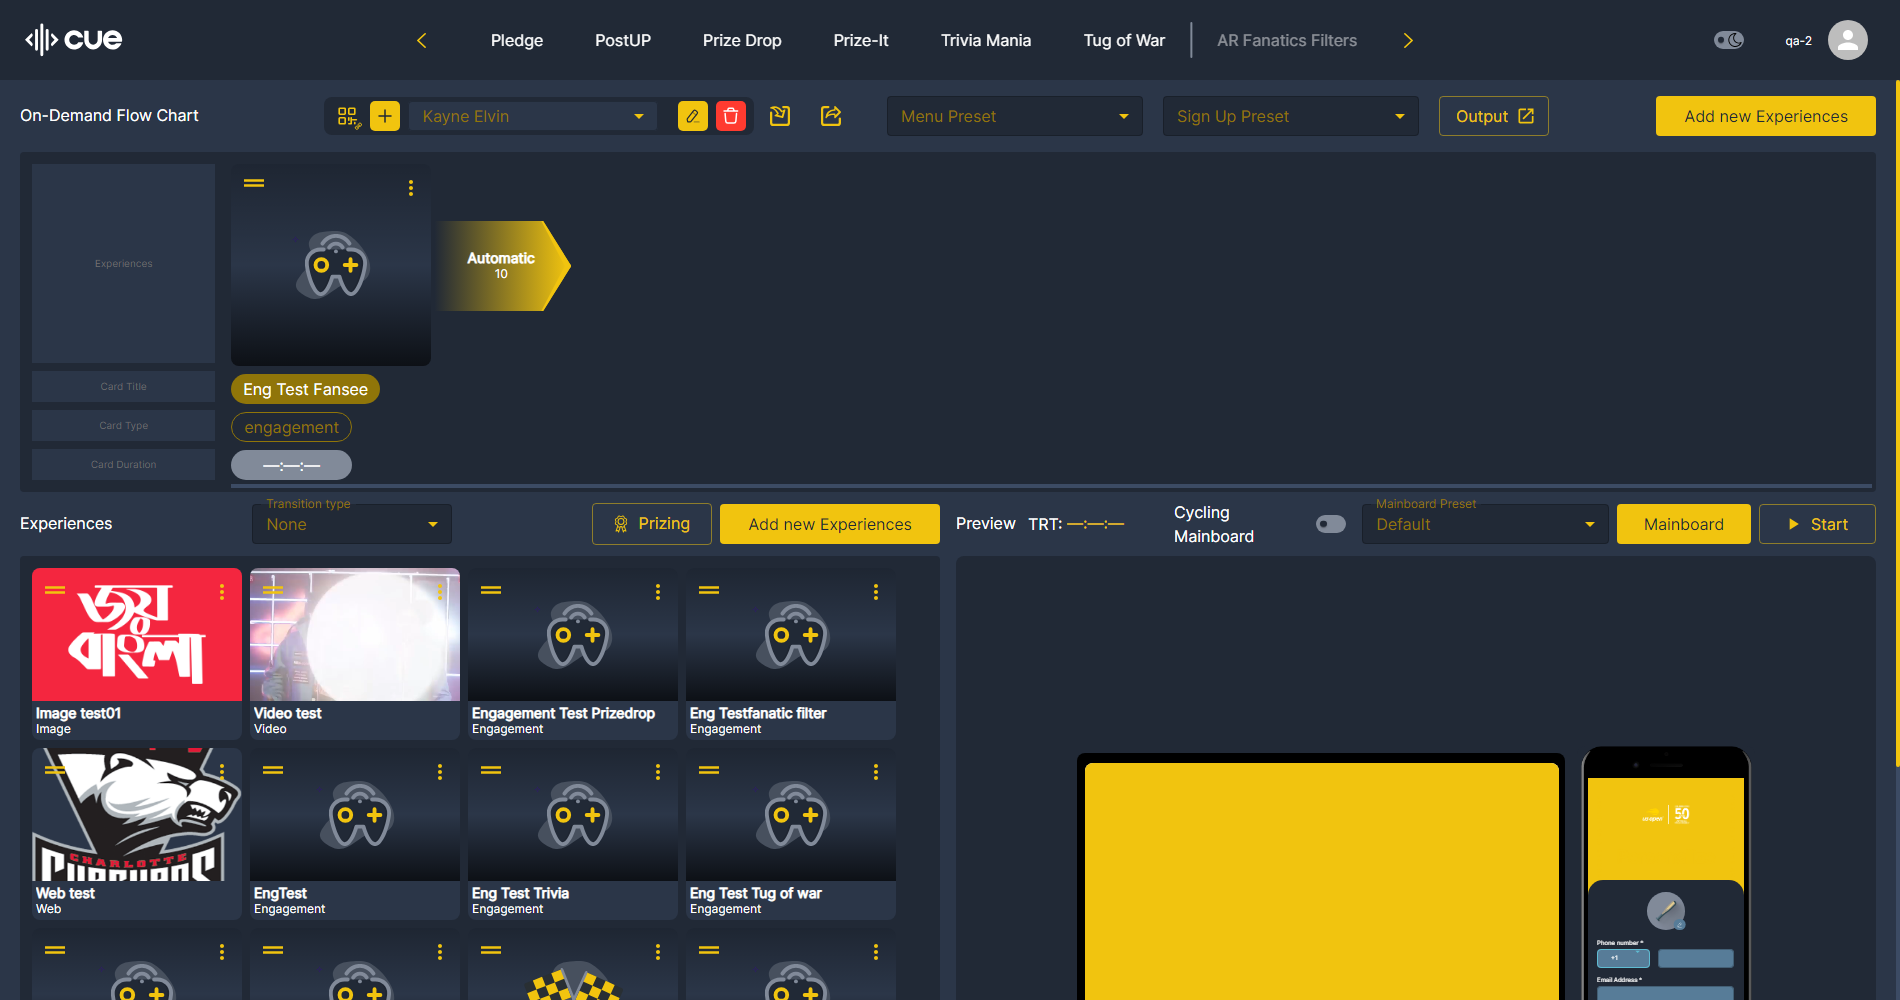 cue
Pledge
PostUP
Prize Drop
Prize-It
Trivia Mania
Tug of War
AR Fanatics Filters
qa-2
On-Demand Flow Chart
Kayne Elvin
Menu Preset
Sign Up Preset
Output
Add new Experiences
Experiences
Automatic
10
Card Title
Eng Test Fansee
Card Type
engagement
Card Duration
—:—:—
Experiences
Transition type
None
Prizing
Add new Experiences
Preview
TRT: —:—:—
Cycling
Mainboard
Mainboard Preset
Default
Mainboard
Start
জয়
বাংলা
Image test01
Image
Video test
Video
Engagement Test Prizedrop
Engagement
Eng Testfanatic filter
Engagement
CHARLOTTE
Web test
Web
EngTest
Engagement
Eng Test Trivia
Engagement
Eng Test Tug of war
Engagement
50
Phone number *
+1
Email Address *